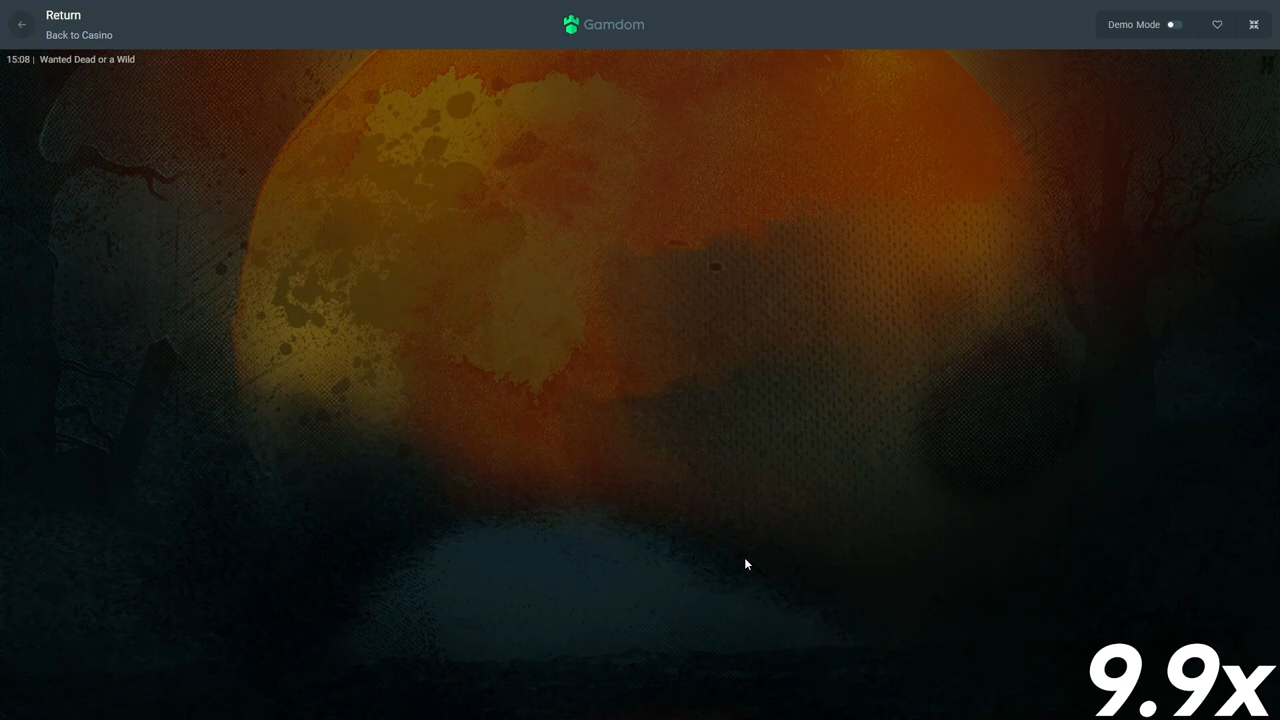 Return
Back to Casino
Gamdom
Demo Mode
15:08 | Wanted Dead or a Wild
9.9x